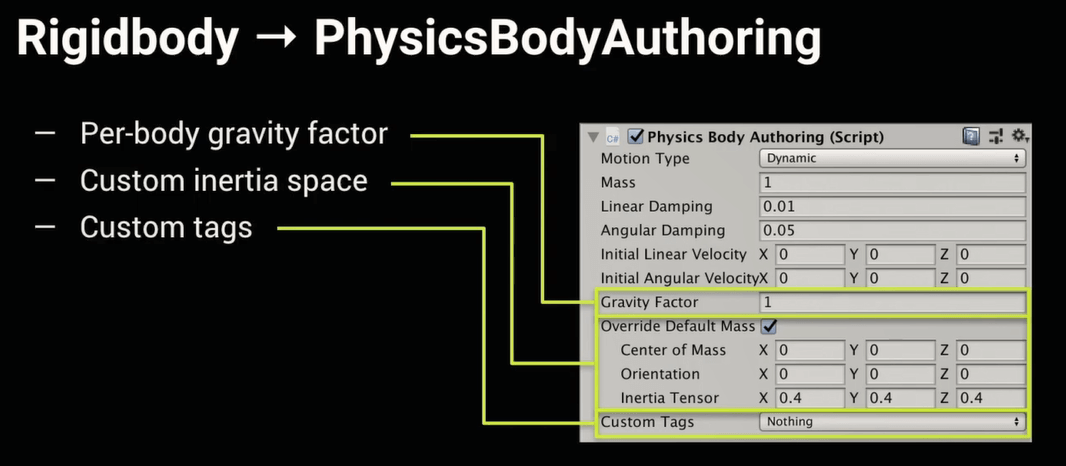 Rigidbody → PhysicsBodyAuthoring
— Per-body gravity factor
— Custom inertia space
— Custom tags
C# Physics Body Authoring (Script)
Motion Type Dynamic
Mass 1
Linear Damping 0.01
Angular Damping 0.05
Initial Linear Velocity X 0 Y 0 Z 0
Initial Angular VelocityX 0 Y 0 Z 0
Gravity Factor 1
Override Default Mass
Center of Mass X 0 Y 0 Z 0
Orientation X 0 Y 0 Z 0
Inertia Tensor X 0.4 Y 0.4 Z 0.4
Custom Tags Nothing